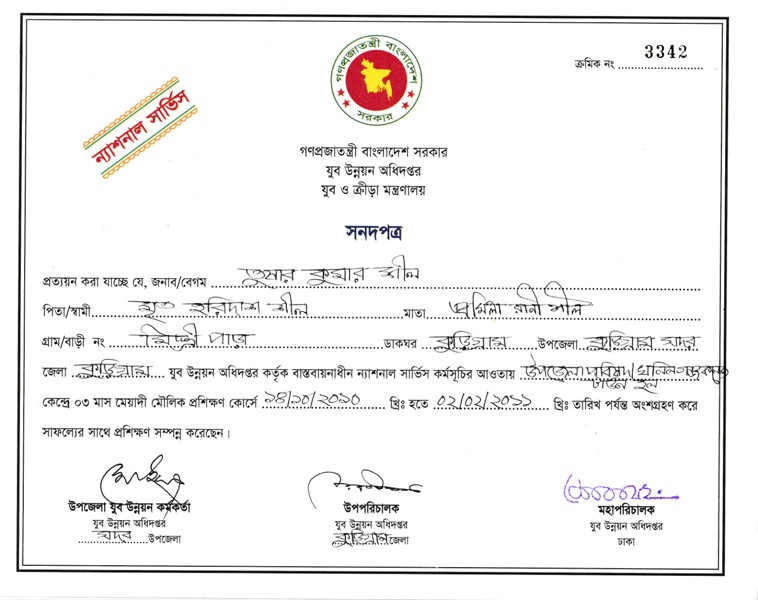 ক্রমিক নং 3342
গণপ্রজাতন্ত্রী বাংলাদেশ
সরকার
ন্যাশনাল সার্ভিস
গণপ্রজাতন্ত্রী বাংলাদেশ সরকার
যুব উন্নয়ন অধিদপ্তর
যুব ও ক্রীড়া মন্ত্রণালয়
সনদপত্র
প্রত্যয়ন করা যাচ্ছে যে, জনাব/বেগম তুষার কুমার শীল
পিতা/স্বামী মৃত হরিদাশ শীল মাতা প্রমিলা রানী শীল
গ্রাম/বাড়ী নং মিস্ত্রী পাড়া ডাকঘর কুড়িগ্রাম উপজেলা কুড়িগ্রাম সদর
জেলা কুড়িগ্রাম যুব উন্নয়ন অধিদপ্তর কর্তৃক বাস্তবায়নাধীন ন্যাশনাল সার্ভিস কর্মসূচির আওতায় উপজেলা পরিষদ
কেন্দ্রে ০৩ মাস মেয়াদী মৌলিক প্রশিক্ষণ কোর্সে ১৪/১০/২০১০ খ্রিঃ হতে ০২/০২/২০১১ খ্রিঃ তারিখ পর্যন্ত অংশগ্রহণ করে
সাফল্যের সাথে প্রশিক্ষণ সম্পন্ন করেছেন।
উপজেলা যুব উন্নয়ন কর্মকর্তা
যুব উন্নয়ন অধিদপ্তর
সদর উপজেলা
উপপরিচালক
যুব উন্নয়ন অধিদপ্তর
কুড়িগ্রাম জেলা
মহাপরিচালক
যুব উন্নয়ন অধিদপ্তর
ঢাকা